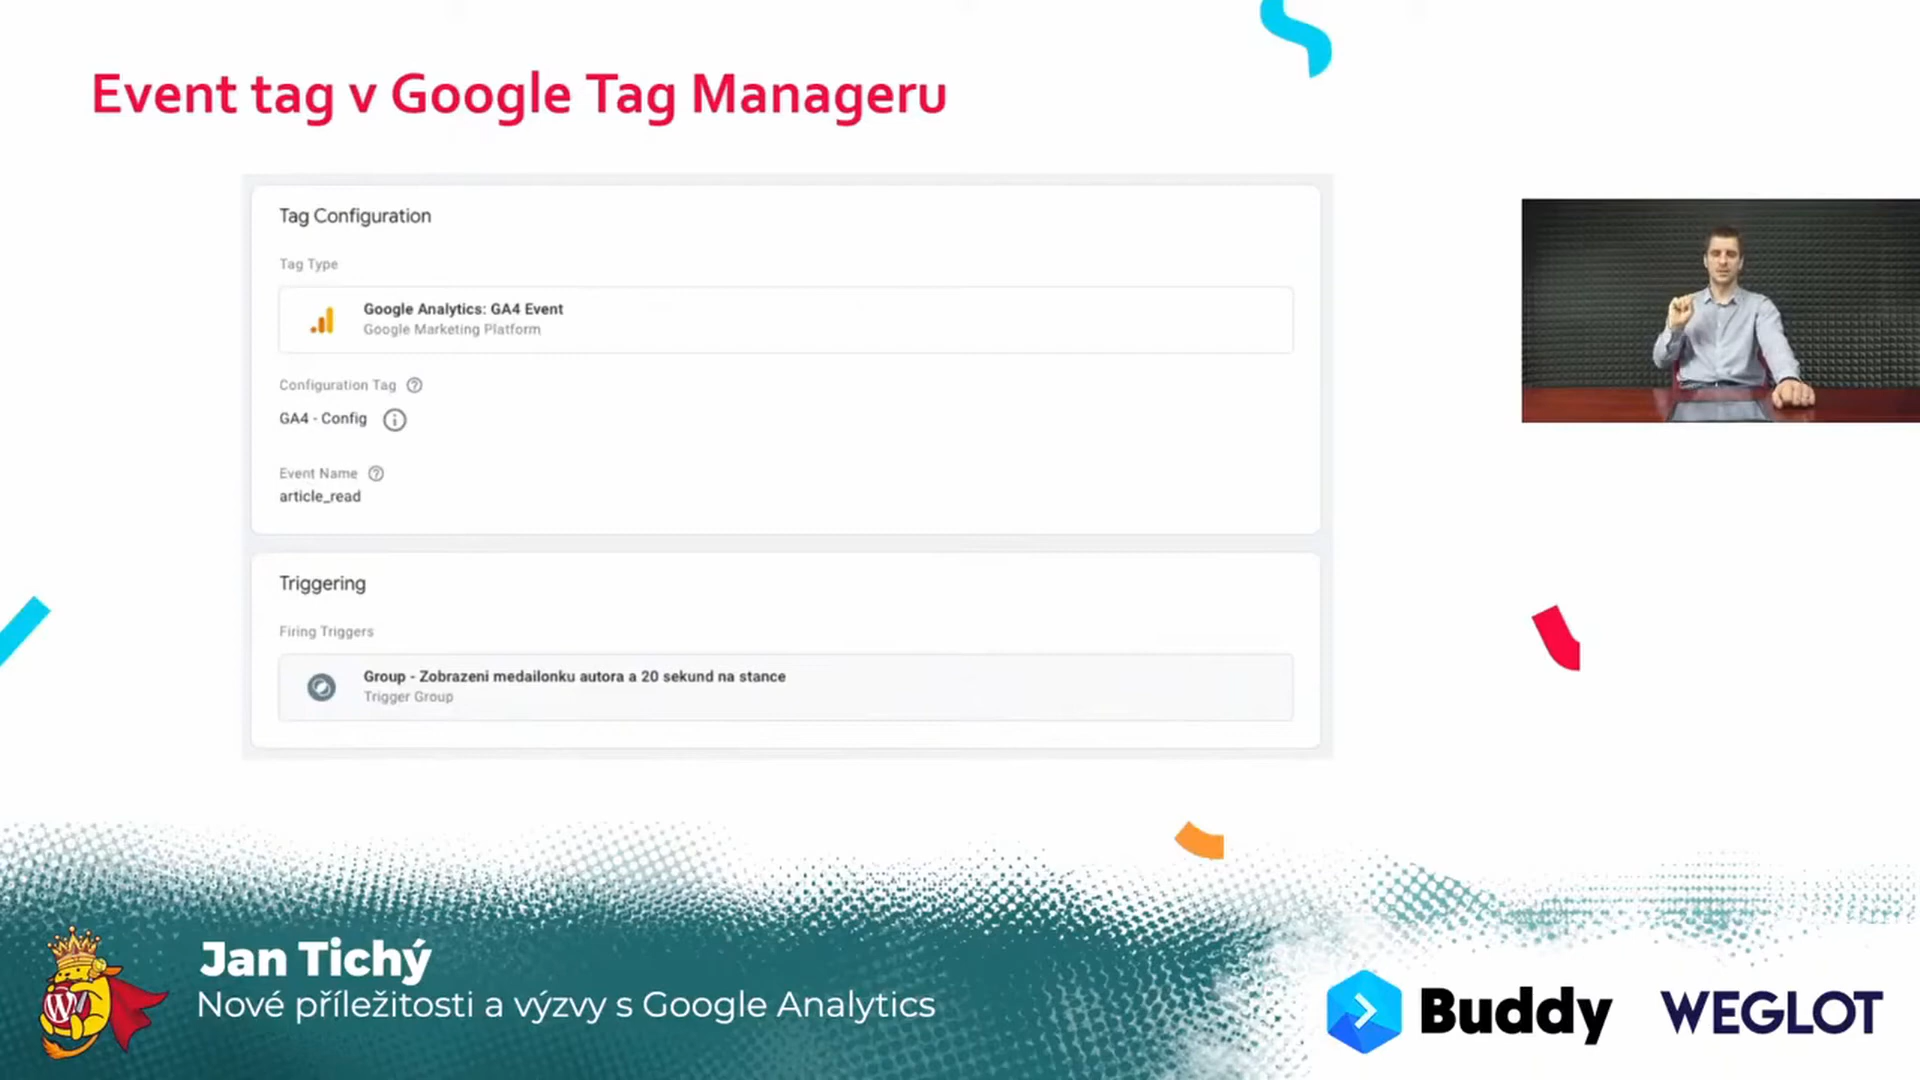 Event tag v Google Tag Manageru
Tag Configuration
Tag Type
Google Analytics: GA4 Event
Google Marketing Platform
Configuration Tag
GA4 - Config
Event Name
article_read
Triggering
Firing Triggers
Group - Zobrazeni medailonku autora a 20 sekund na stance
Trigger Group
Jan Tichý
Nové příležitosti a výzvy s Google Analytics
Buddy
WEGLOT